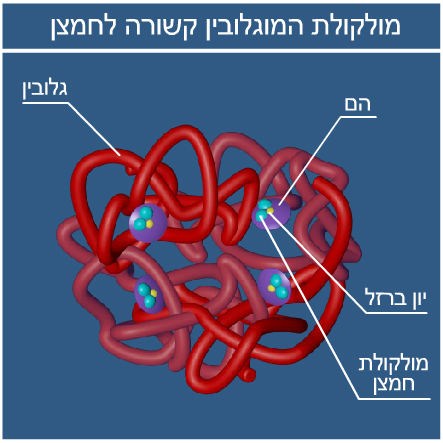 מולקולת המוגלובין קשורה לחמצן
גלובין
הם
יון ברזל
מולקולת
חמצן